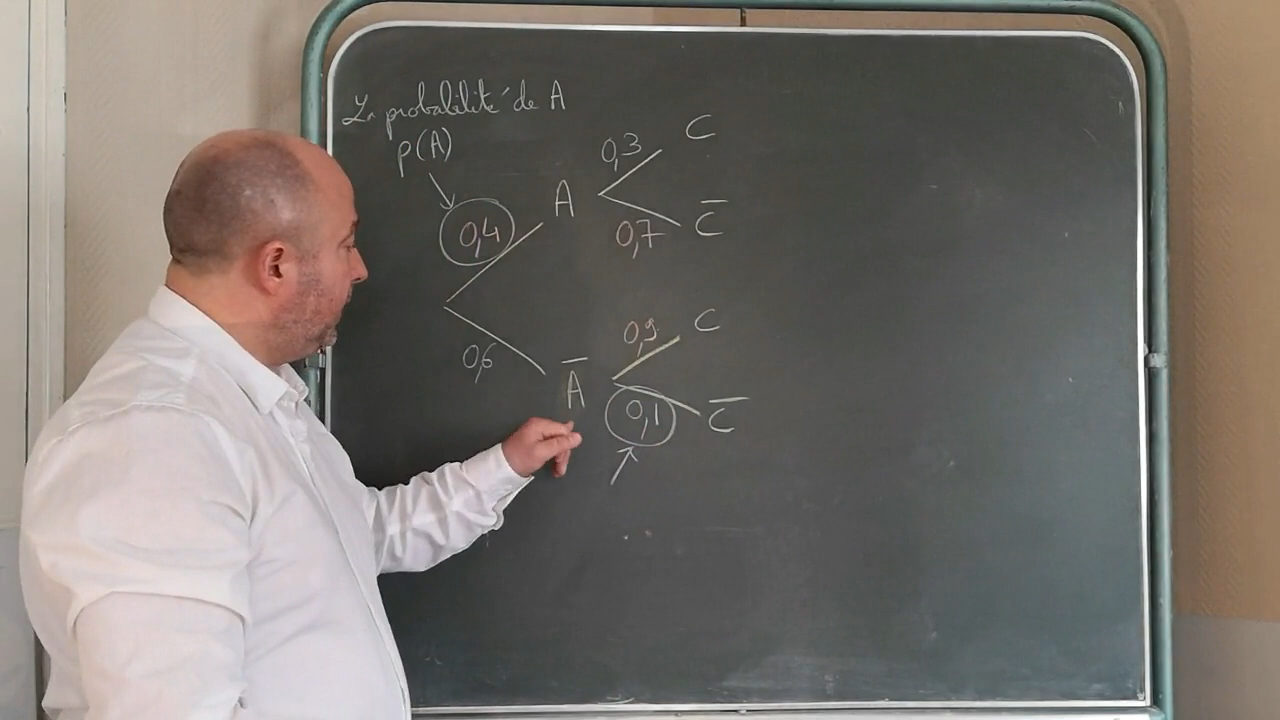 La probabilité de A
p(A)
0,3 C
A
0,4
0,7 C̅
0,9 C
0,6
A̅
0,1 C̅